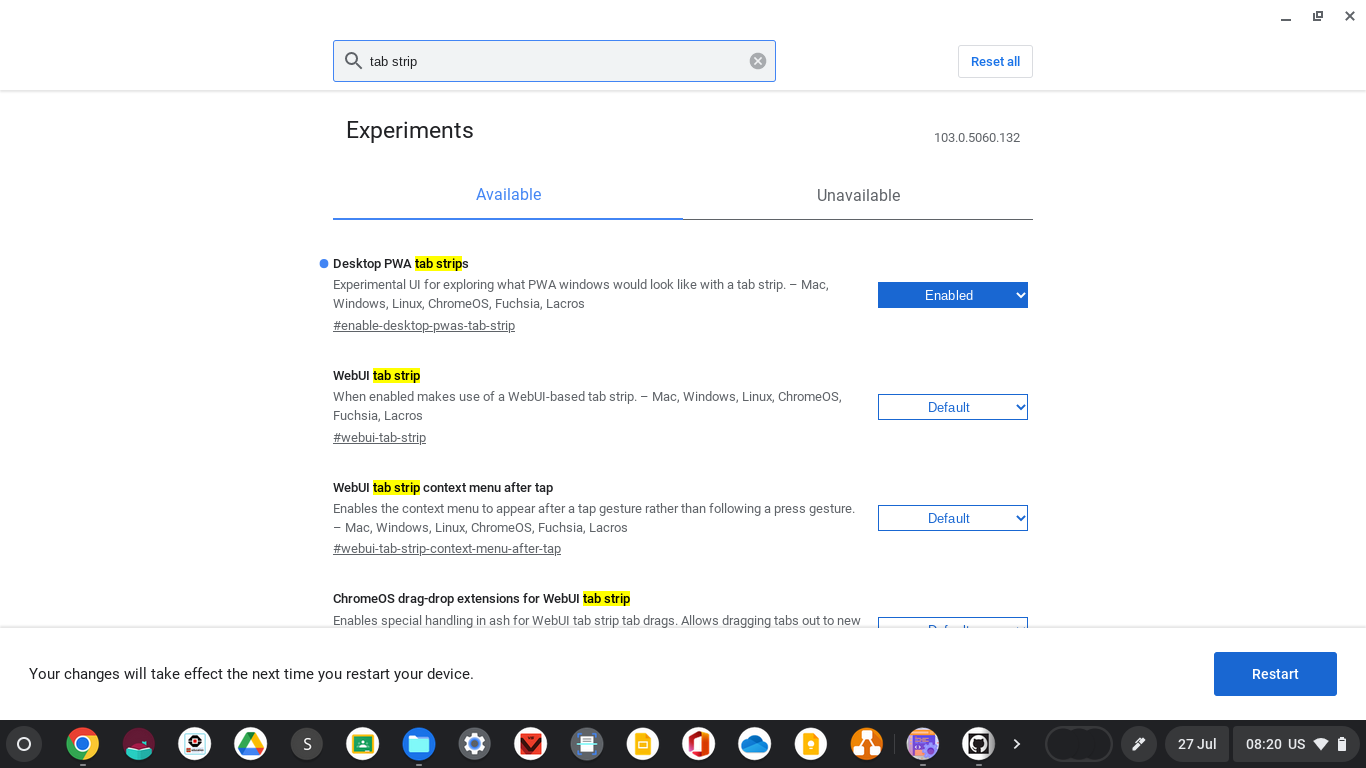 tab strip
Reset all
Experiments
103.0.5060.132
Available
Unavailable
Desktop PWA tab strips
Experimental UI for exploring what PWA windows would look like with a tab strip. – Mac,
Windows, Linux, ChromeOS, Fuchsia, Lacros
#enable-desktop-pwas-tab-strip
Enabled
WebUI tab strip
When enabled makes use of a WebUI-based tab strip. – Mac, Windows, Linux, ChromeOS,
Fuchsia, Lacros
#webui-tab-strip
Default
WebUI tab strip context menu after tap
Enables the context menu to appear after a tap gesture rather than following a press gesture.
– Mac, Windows, Linux, ChromeOS, Fuchsia, Lacros
#webui-tab-strip-context-menu-after-tap
Default
ChromeOS drag-drop extensions for WebUI tab strip
Enables special handling in ash for WebUI tab strip tab drags. Allows dragging tabs out to new
Default
Your changes will take effect the next time you restart your device.
Restart
S
27 Jul
08:20 US